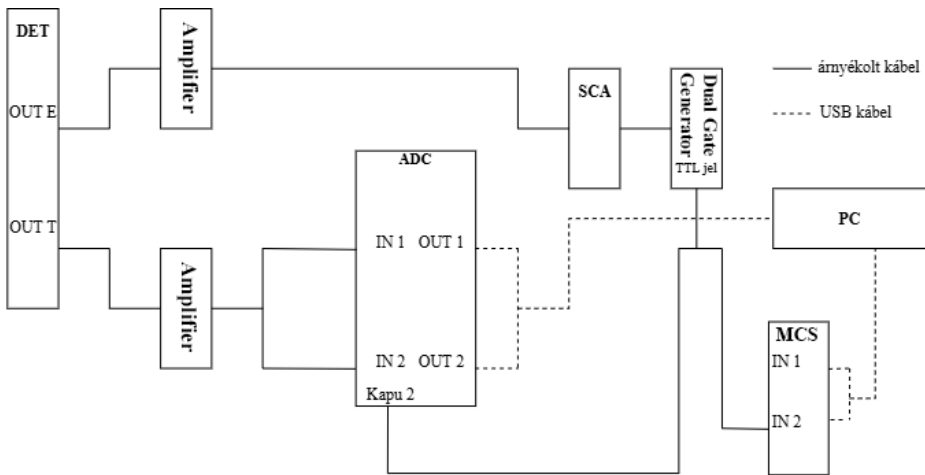 DET
OUT E
OUT T
Amplifier
Amplifier
ADC
IN 1 OUT 1
IN 2 OUT 2
Kapu 2
SCA
Dual Gate
Generator
TTL jel
árnyékolt kábel
USB kábel
PC
MCS
IN 1
IN 2